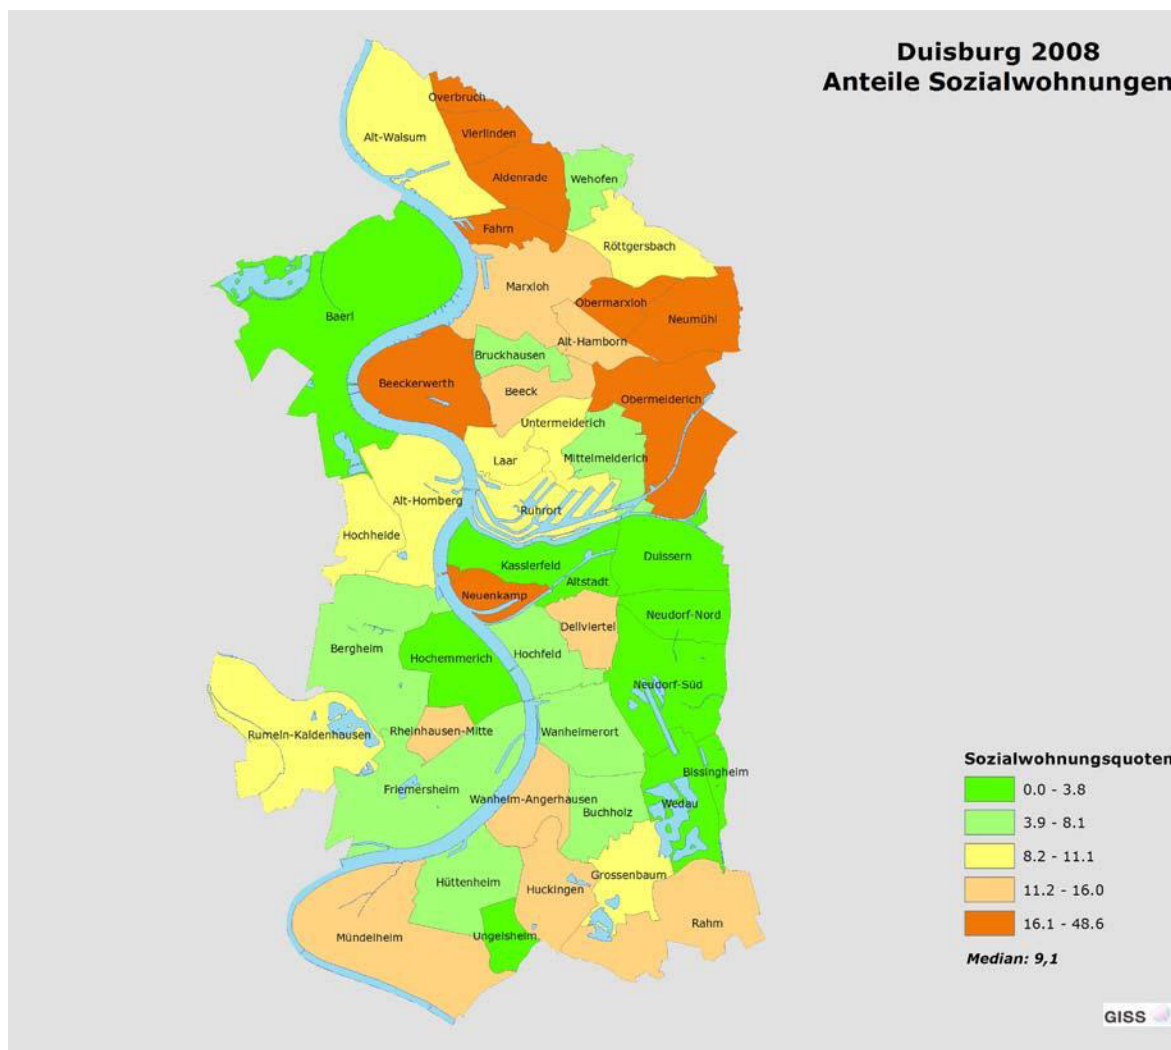 Duisburg 2008
Anteile Sozialwohnungen
Overbruch
Vierlinden
Alt-Walsum
Aldenrade
Wehofen
Fahrn
Röttgersbach
Marxloh
Obermarxloh
Neumühl
Baerl
Alt-Hamborn
Bruckhausen
Beeckerwerth
Beeck
Obermeiderich
Untermeiderich
Laar
Mittelmeiderich
Alt-Homberg
Ruhrort
Hochheide
Kasslerfeld
Duissern
Altstadt
Neuenkamp
Neudorf-Nord
Dellviertel
Bergheim
Hochemmerich
Hochfeld
Neudorf-Süd
Rumeln-Kaldenhausen
Rheinhausen-Mitte
Wanheimerort
Bissingheim
Friemersheim
Wanheim-Angerhausen
Wedau
Buchholz
Grossenbaum
Hüttenheim
Huckingen
Rahm
Mündelheim
Ungelsheim
Sozialwohnungsquoten
0.0 - 3.8
3.9 - 8.1
8.2 - 11.1
11.2 - 16.0
16.1 - 48.6
Median: 9,1
GISS